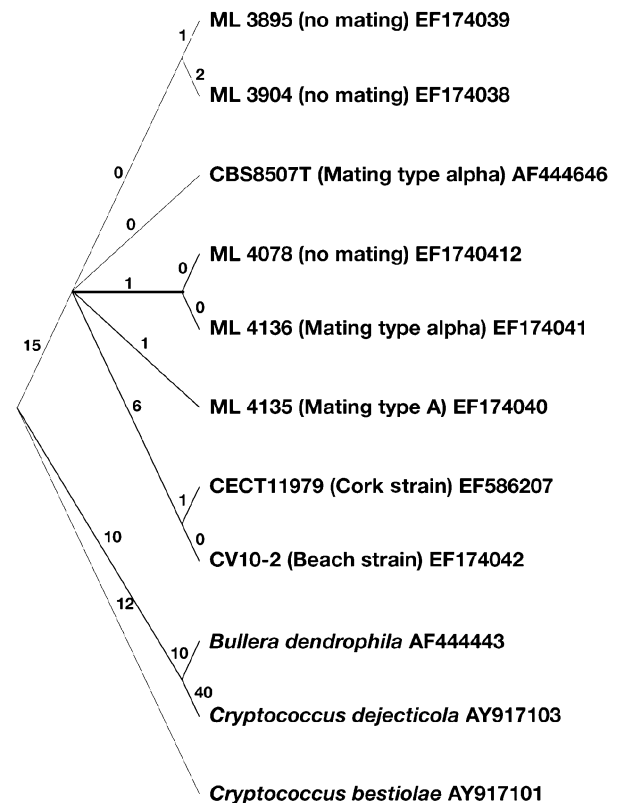 1
ML 3895 (no mating) EF174039
2
ML 3904 (no mating) EF174038
0
CBS8507T (Mating type alpha) AF444646
0
ML 4078 (no mating) EF1740412
0
1
0
ML 4136 (Mating type alpha) EF174041
15
1
ML 4135 (Mating type A) EF174040
6
CECT11979 (Cork strain) EF586207
1
0
CV10-2 (Beach strain) EF174042
10
12
Bullera dendrophila AF444443
10
40
Cryptococcus dejecticola AY917103
Cryptococcus bestiolae AY917101